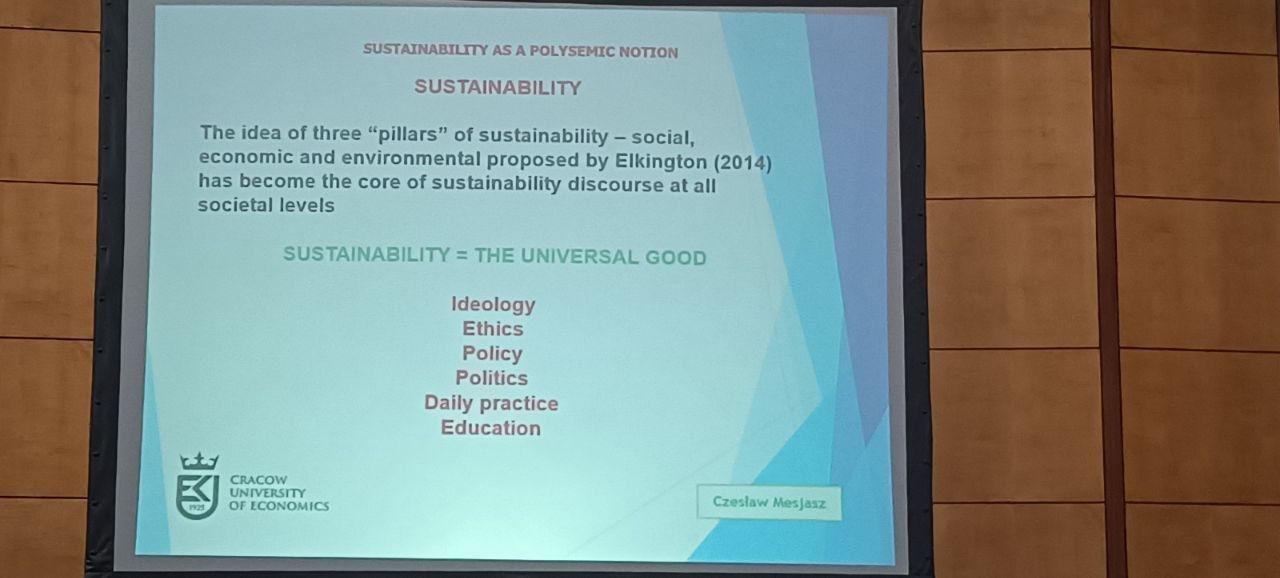 SUSTAINABILITY AS A POLYSEMIC NOTION
SUSTAINABILITY
The idea of three “pillars” of sustainability – social,
economic and environmental proposed by Elkington (2014)
has become the core of sustainability discourse at all
societal levels
SUSTAINABILITY = THE UNIVERSAL GOOD
Ideology
Ethics
Policy
Politics
Daily practice
Education
EK
1925
CRACOW
UNIVERSITY
OF ECONOMICS
Czesław Mesjasz